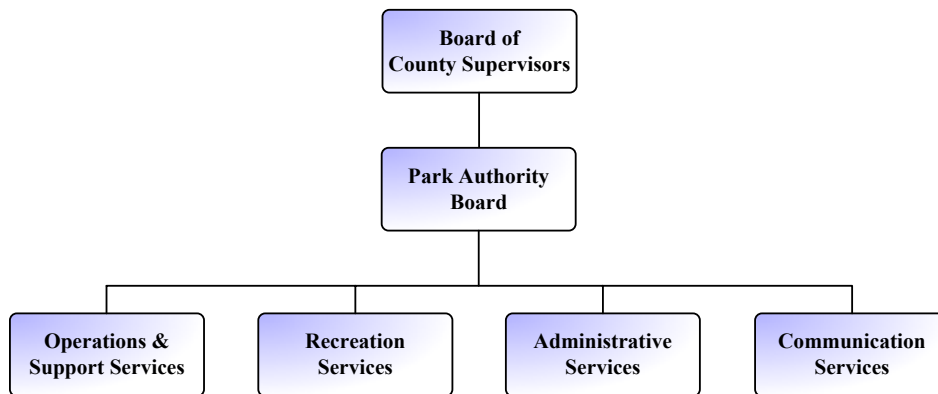 Board of
County Supervisors
Park Authority
Board
Operations &
Support Services
Recreation
Services
Administrative
Services
Communication
Services